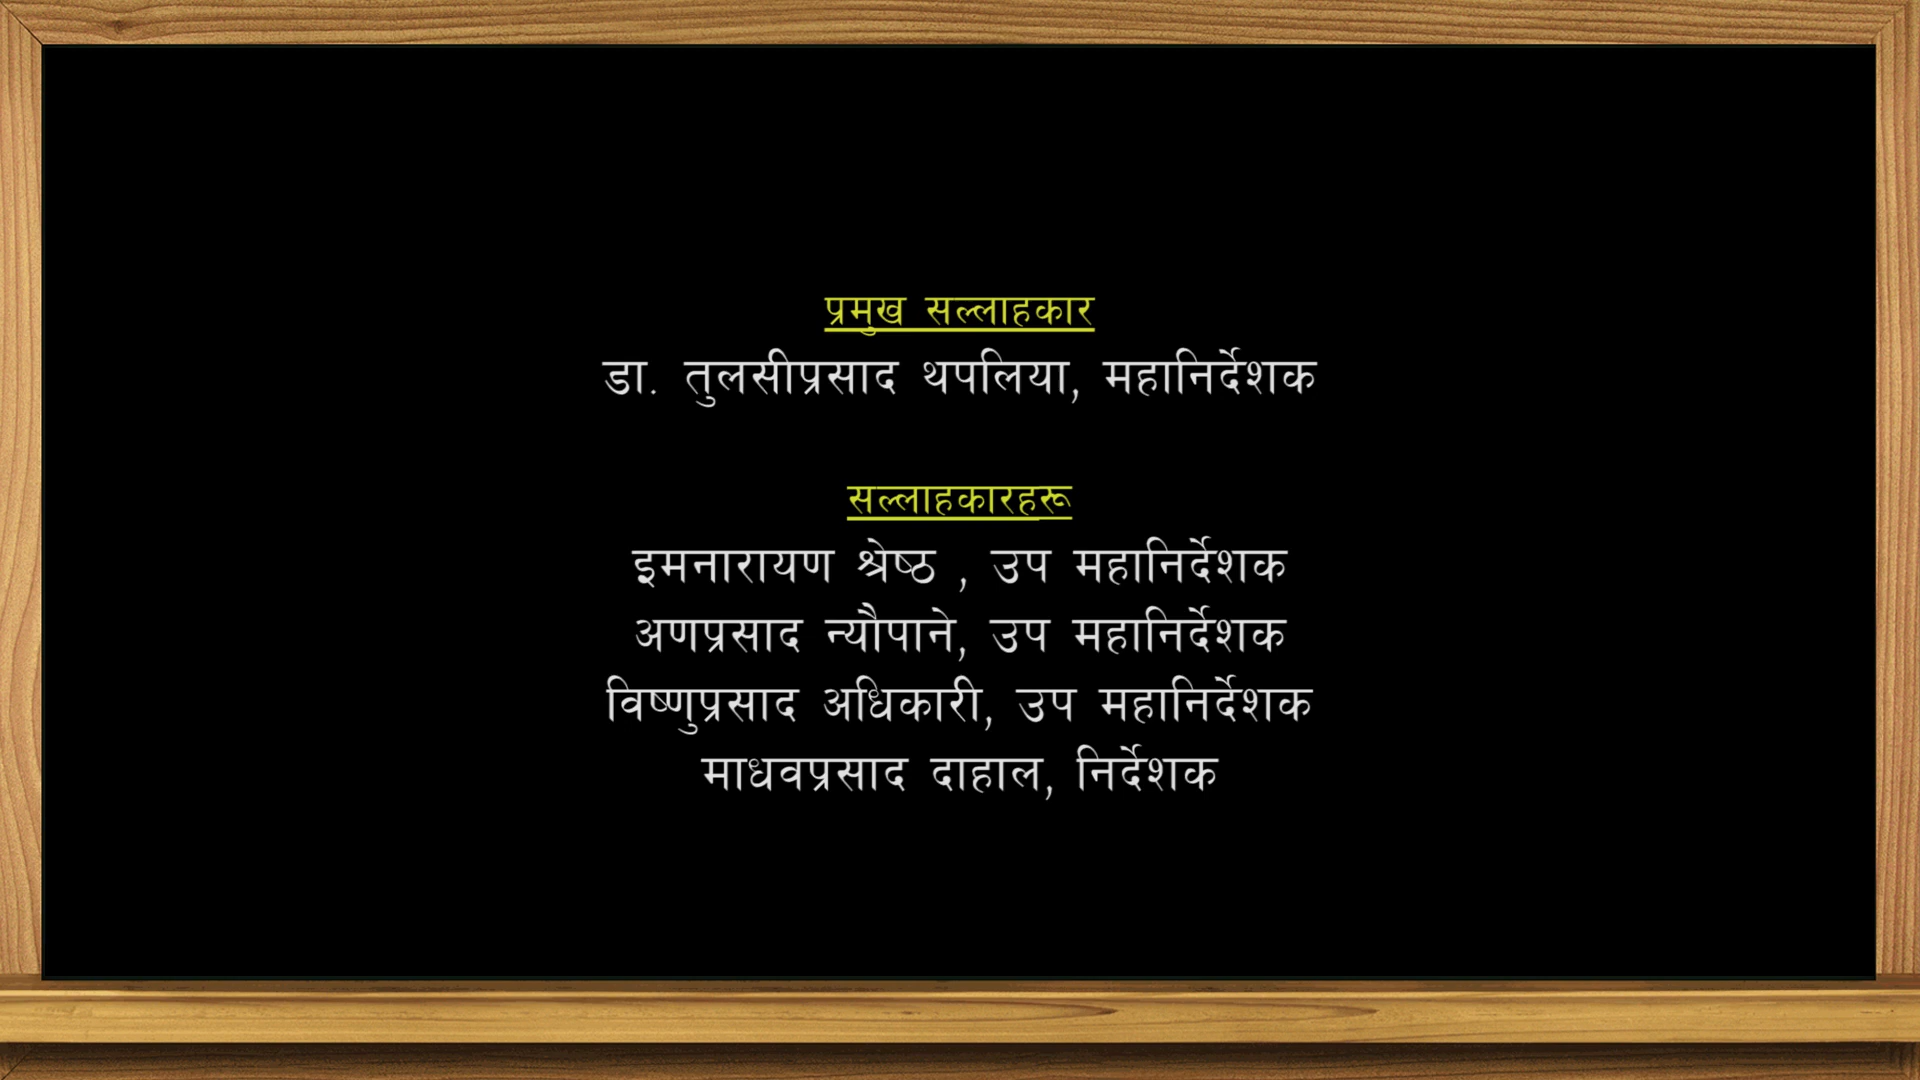 प्रमुख सल्लाहकार
डा. तुलसीप्रसाद थपलिया, महानिर्देशक
सल्लाहकारहरू
इमनारायण श्रेष्ठ , उप महानिर्देशक
अणप्रसाद न्यौपाने, उप महानिर्देशक
विष्णुप्रसाद अधिकारी, उप महानिर्देशक
माधवप्रसाद दाहाल, निर्देशक